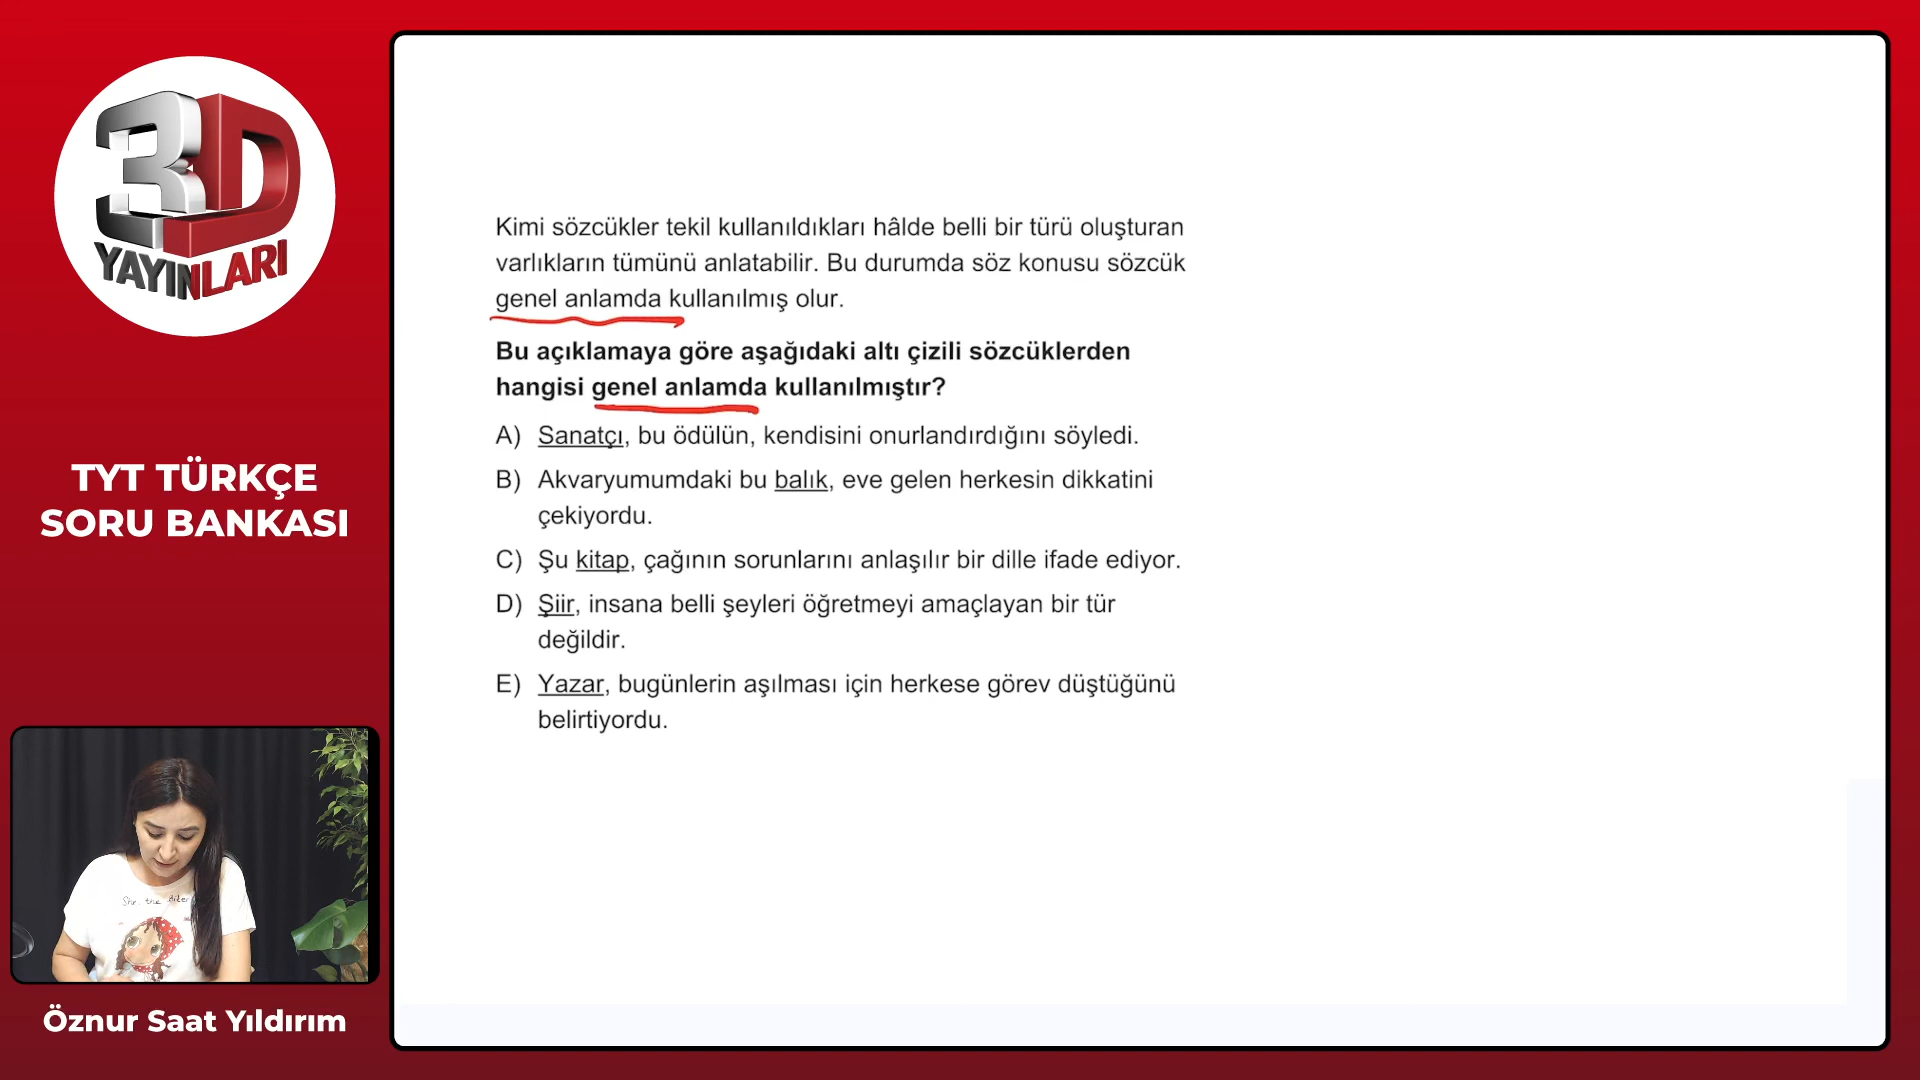 3D
YAYINLARI
TYT TÜRKÇE
SORU BANKASI
Öznur Saat Yıldırım
Kimi sözcükler tekil kullanıldıkları hâlde belli bir türü oluşturan
varlıkların tümünü anlatabilir. Bu durumda söz konusu sözcük
genel anlamda kullanılmış olur.
Bu açıklamaya göre aşağıdaki altı çizili sözcüklerden
hangisi genel anlamda kullanılmıştır?
A) Sanatçı, bu ödülün, kendisini onurlandırdığını söyledi.
B) Akvaryumumdaki bu balık, eve gelen herkesin dikkatini
çekiyordu.
C) Şu kitap, çağının sorunlarını anlaşılır bir dille ifade ediyor.
D) Şiir, insana belli şeyleri öğretmeyi amaçlayan bir tür
değildir.
E) Yazar, bugünlerin aşılması için herkese görev düştüğünü
belirtiyordu.